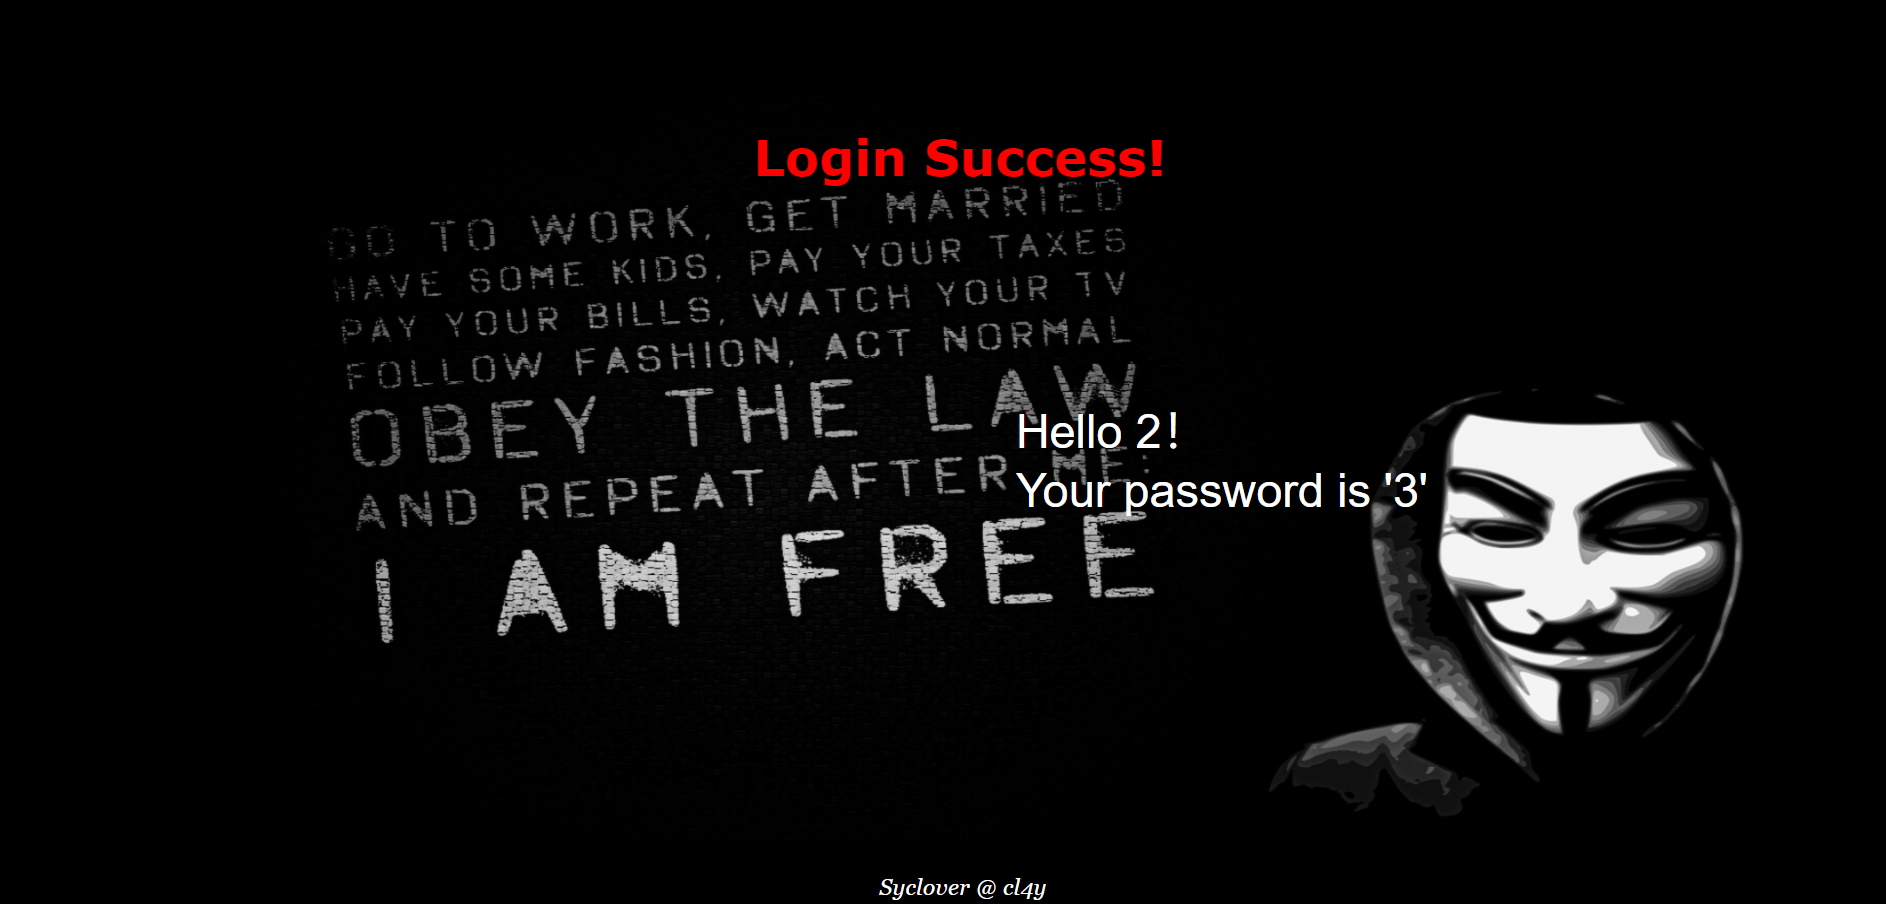 Login Success!
GO TO WORK, GET MARRIED
HAVE SOME KIDS, PAY YOUR TAXES
PAY YOUR BILLS, WATCH YOUR TV
FOLLOW FASHION, ACT NORMAL
OBEY THE LAW
AND REPEAT AFTER ME:
I AM FREE
Hello 2!
Your password is '3'
Syclover @ cl4y